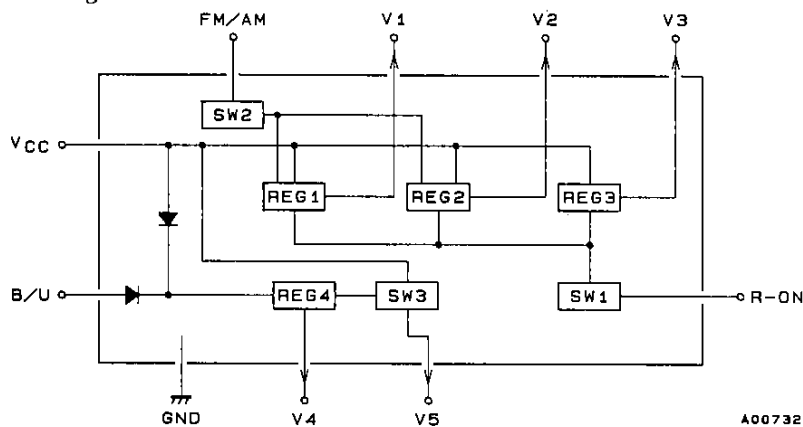 FM/AM V1 V2 V3
SW2
VCC
REG1 REG2 REG3
B/U REG4 SW3 SW1 R-ON
GND V4 V5 A00732